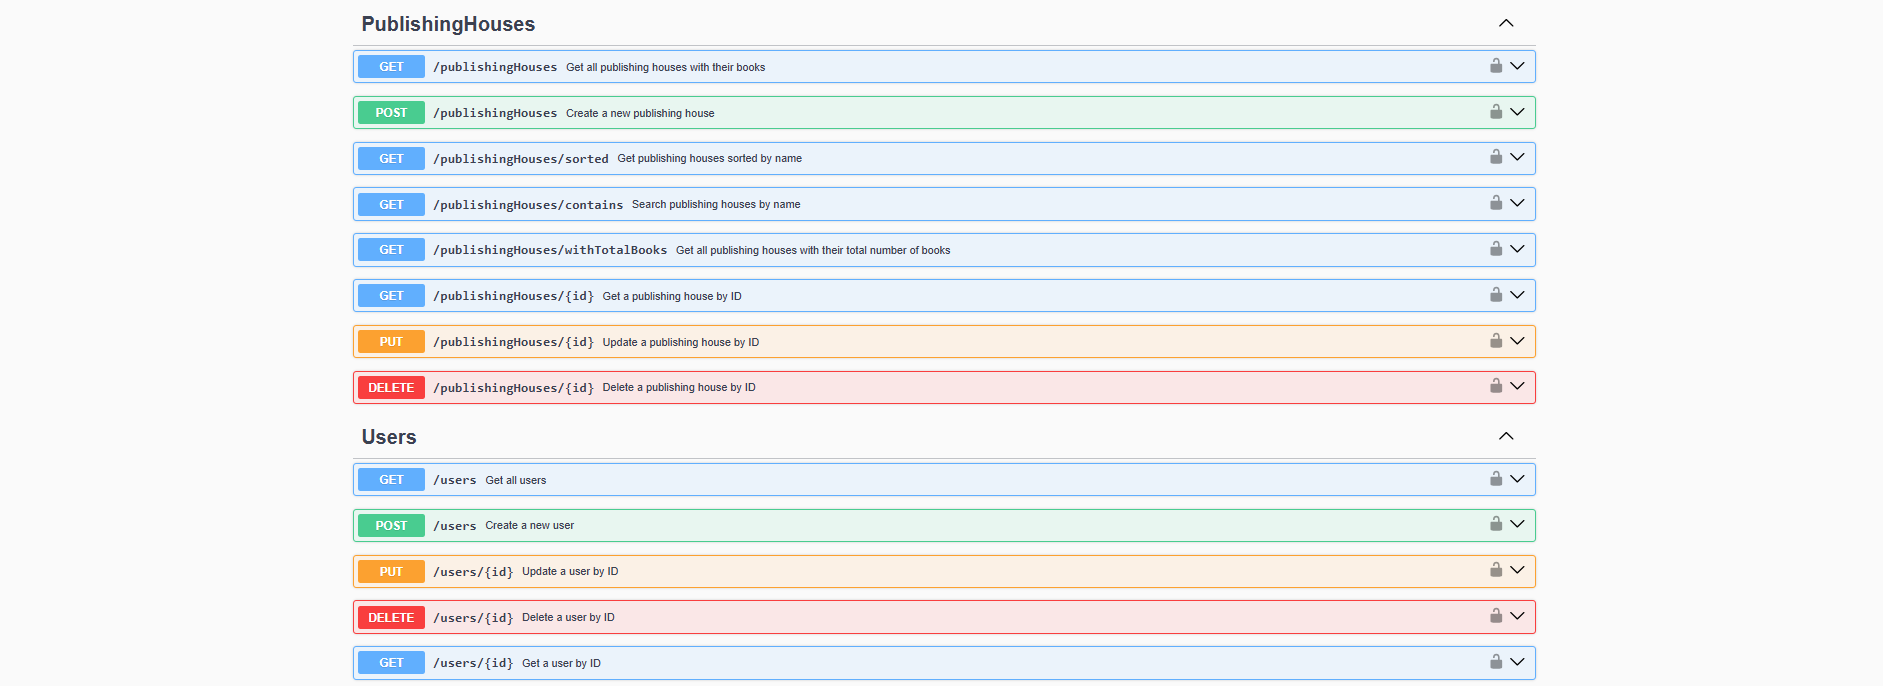 PublishingHouses
GET /publishingHouses Get all publishing houses with their books
POST /publishingHouses Create a new publishing house
GET /publishingHouses/sorted Get publishing houses sorted by name
GET /publishingHouses/contains Search publishing houses by name
GET /publishingHouses/withTotalBooks Get all publishing houses with their total number of books
GET /publishingHouses/{id} Get a publishing house by ID
PUT /publishingHouses/{id} Update a publishing house by ID
DELETE /publishingHouses/{id} Delete a publishing house by ID
Users
GET /users Get all users
POST /users Create a new user
PUT /users/{id} Update a user by ID
DELETE /users/{id} Delete a user by ID
GET /users/{id} Get a user by ID